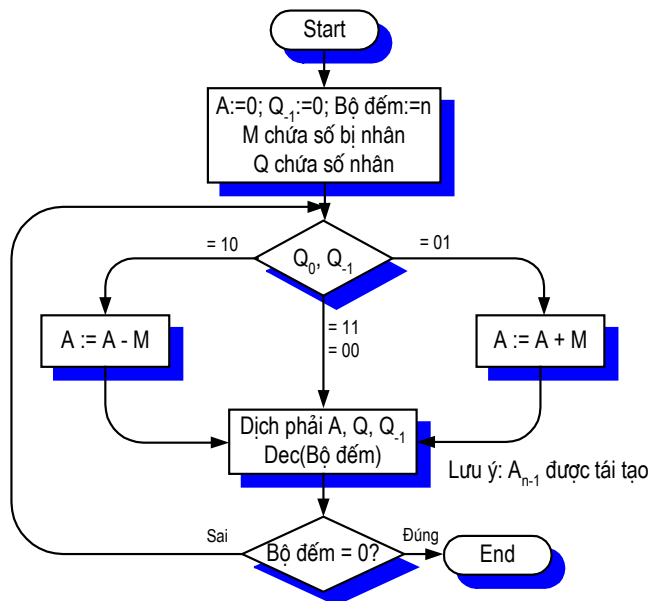 Start
A:=0; Q-1:=0; Bộ đếm:=n
M chứa số bị nhân
Q chứa số nhân
= 10
Q0, Q-1
= 01
= 11
= 00
A := A - M
A := A + M
Dịch phải A, Q, Q-1
Dec(Bộ đếm)
Lưu ý: An-1 được tái tạo
Sai
Bộ đếm = 0?
Đúng
End